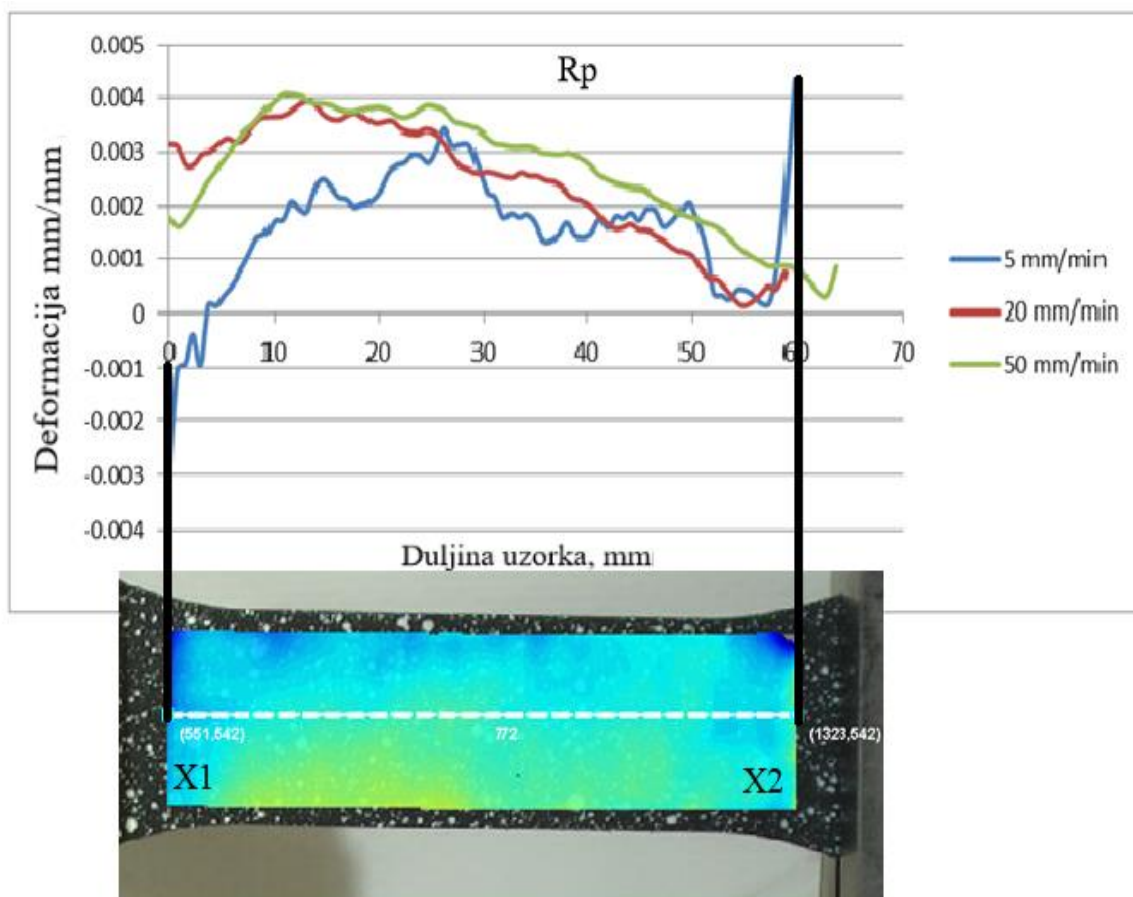 0.005
Rp
0.004
0.003
0.002
0.001
0
-0.001
-0.002
-0.003
-0.004
Deformacija mm/mm
0 10 20 30 40 50 60 70
5 mm/min
20 mm/min
50 mm/min
Duljina uzorka, mm
(551,542) 772 (1323,542)
X1 X2